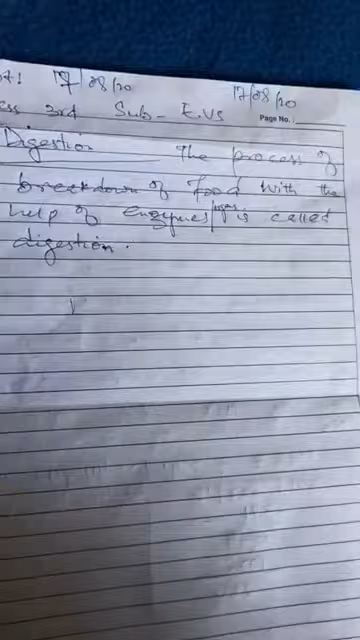 17/08/20 17/08/20
3rd Sub- E.VS Page No. :
Digestion The process of
breakdown of food with the
help of enzymes is called
digestion.